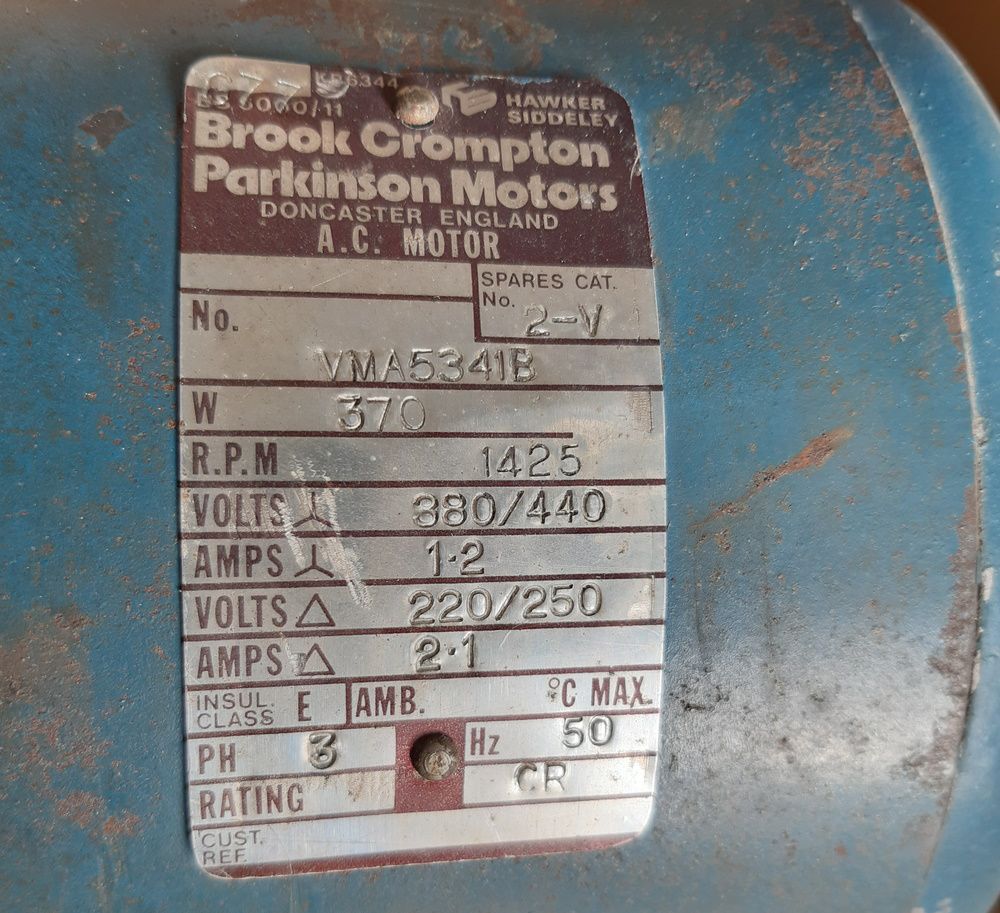 HAWKER
SIDDELEY
BS 5000/11
Brook Crompton
Parkinson Motors
DONCASTER ENGLAND
A.C. MOTOR
SPARES CAT.
No. 2-V
No.
VMA5341B
W 370
R.P.M 1425
VOLTS 380/440
AMPS 1·2
VOLTS △ 220/250
AMPS △ 2·1
INSUL. CLASS E AMB. °C MAX.
PH 3 Hz 50
RATING CR
CUST.
REF.